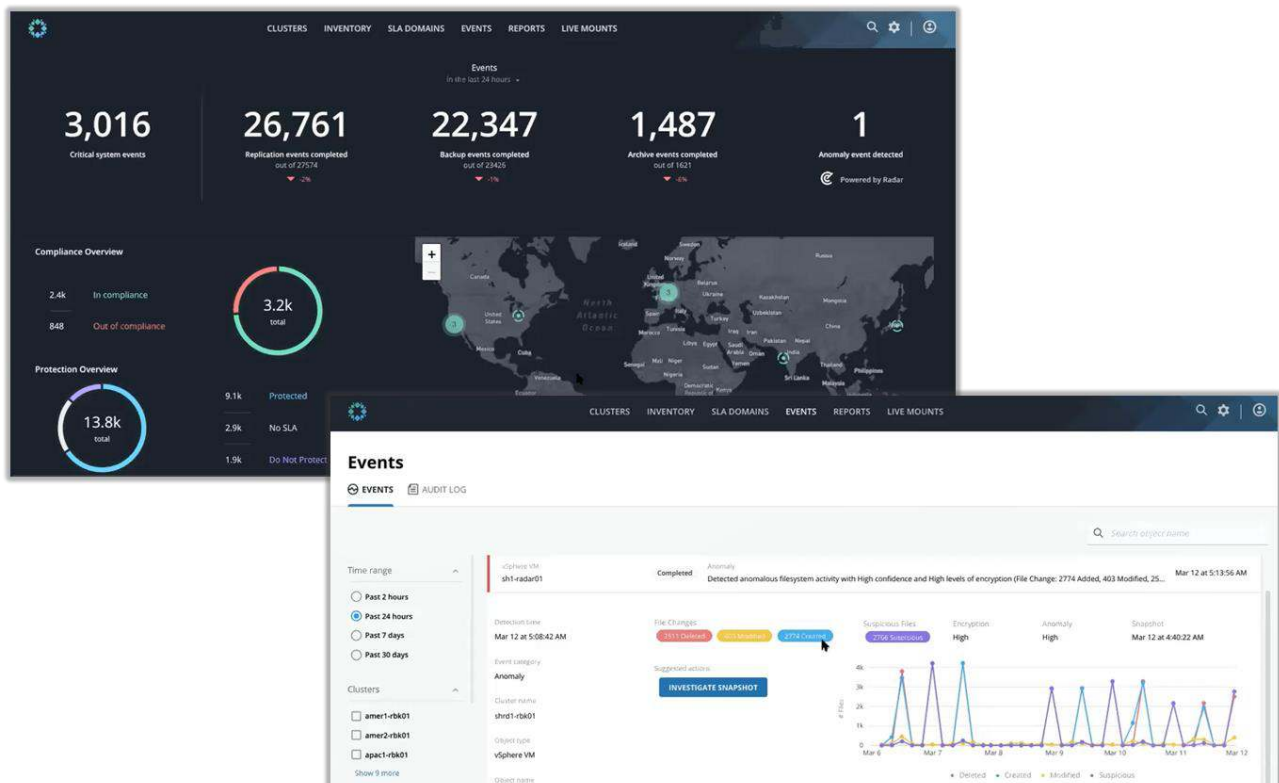 CLUSTERS INVENTORY SLA DOMAINS EVENTS REPORTS LIVE MOUNTS
Events
in the last 24 hours
3,016
Critical system events
26,761
Replication events completed
out of 27574
-2%
22,347
Backup events completed
out of 23426
-1%
1,487
Archive events completed
out of 1621
-6%
1
Anomaly event detected
Powered by Radar
Compliance Overview
2.4k In compliance
848 Out of compliance
3.2k
total
Protection Overview
13.8k
total
9.1k Protected
2.9k No SLA
1.9k Do Not Protect
+
Iceland
Sweden
Norway
Russia
Canada
United Kingdom
Belarus
Ukraine
Kazakhstan
Mongolia
3
3
United States
North Atlantic Ocean
Spain
Italy
Turkey
Uzbekistan
China
Morocco
Tunisia
Iraq
Iran
Pakistan
Nepal
Mexico
Cuba
Libya
Egypt
Saudi Arabia
Oman
India
Senegal
Mali
Niger
Sudan
Yemen
Thailand
Philippines
Nigeria
Sri Lanka
Malaysia
Venezuela
Ecuador
Democratic Republic of
Kenya
CLUSTERS INVENTORY SLA DOMAINS EVENTS REPORTS LIVE MOUNTS
Events
EVENTS AUDIT LOG
Search object name
Time range
Past 2 hours
Past 24 hours
Past 7 days
Past 30 days
Clusters
amer1-rbk01
amer2-rbk01
apac1-rbk01
Show 9 more
vSphere VM
sh1-radar01
Completed
Anomaly
Detected anomalous filesystem activity with High confidence and High levels of encryption (File Change: 2774 Added, 403 Modified, 25...
Mar 12 at 5:13:56 AM
Detection time
Mar 12 at 5:08:42 AM
Event category
Anomaly
Cluster name
shrd1-rbk01
Object type
vSphere VM
Object name
File Changes
2511 Deleted 403 Modified 2774 Created
Suggested actions
INVESTIGATE SNAPSHOT
Suspicious Files
2766 Suspicious
Encryption
High
Anomaly
High
Snapshot
Mar 12 at 4:40:22 AM
# Files
4k
3k
2k
1k
0
Mar 6 Mar 7 Mar 8 Mar 9 Mar 10 Mar 11 Mar 12
Deleted Created Modified Suspicious